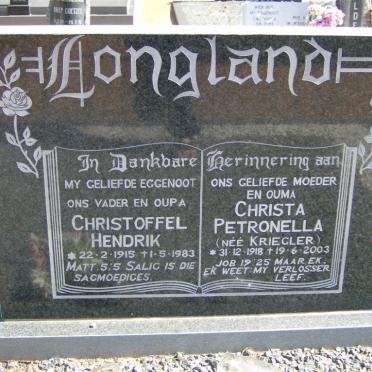 Longland
In Dankbare Herinnering aan
MY GELIEFDE EGGENOOT
ONS VADER EN OUPA
CHRISTOFFEL
HENDRIK
*22·2·1915 †1·5·1983
MATT. 5:5 SALIG IS DIE
SAGMOEDIGES.
ONS GELIEFDE MOEDER
EN OUMA
CHRISTA
PETRONELLA
(NÉÉ KRIEGLER)
*31·12·1918 †19·6·2003
JOB 19:25 MAAR EK,
EK WEET: MY VERLOSSER
LEEF.